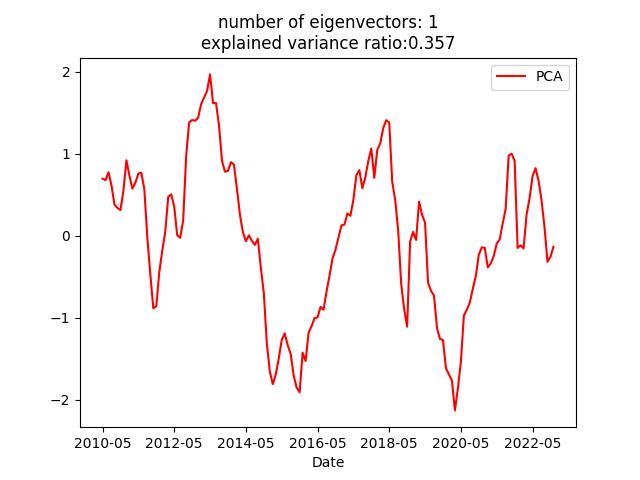 number of eigenvectors: 1
explained variance ratio:0.357
PCA
2
1
0
−1
−2
2010-05 2012-05 2014-05 2016-05 2018-05 2020-05 2022-05
Date